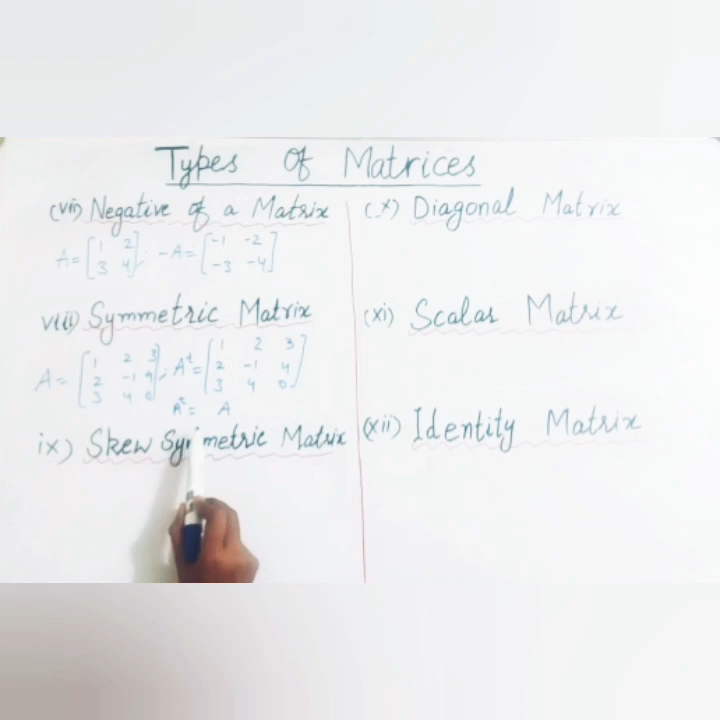 Types Of Matrices
(vii) Negative of a Matrix
A = [1 2
3 4], -A = [-1 -2
-3 -4]
viii) Symmetric Matrix
A = [1 2 3
2 -1 4
3 4 0], Aᵗ = [1 2 3
2 -1 4
3 4 0]
Aᵗ = A
ix) Skew Symmetric Matrix
(x) Diagonal Matrix
(xi) Scalar Matrix
(xii) Identity Matrix